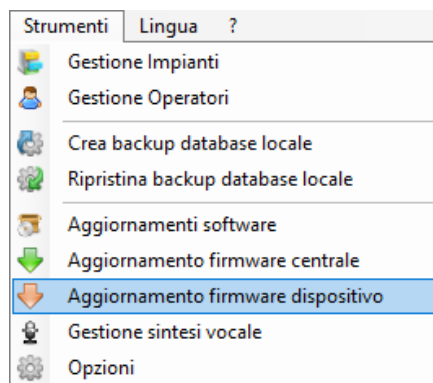 Strumenti Lingua ?
Gestione Impianti
Gestione Operatori
Crea backup database locale
Ripristina backup database locale
Aggiornamenti software
Aggiornamento firmware centrale
Aggiornamento firmware dispositivo
Gestione sintesi vocale
Opzioni